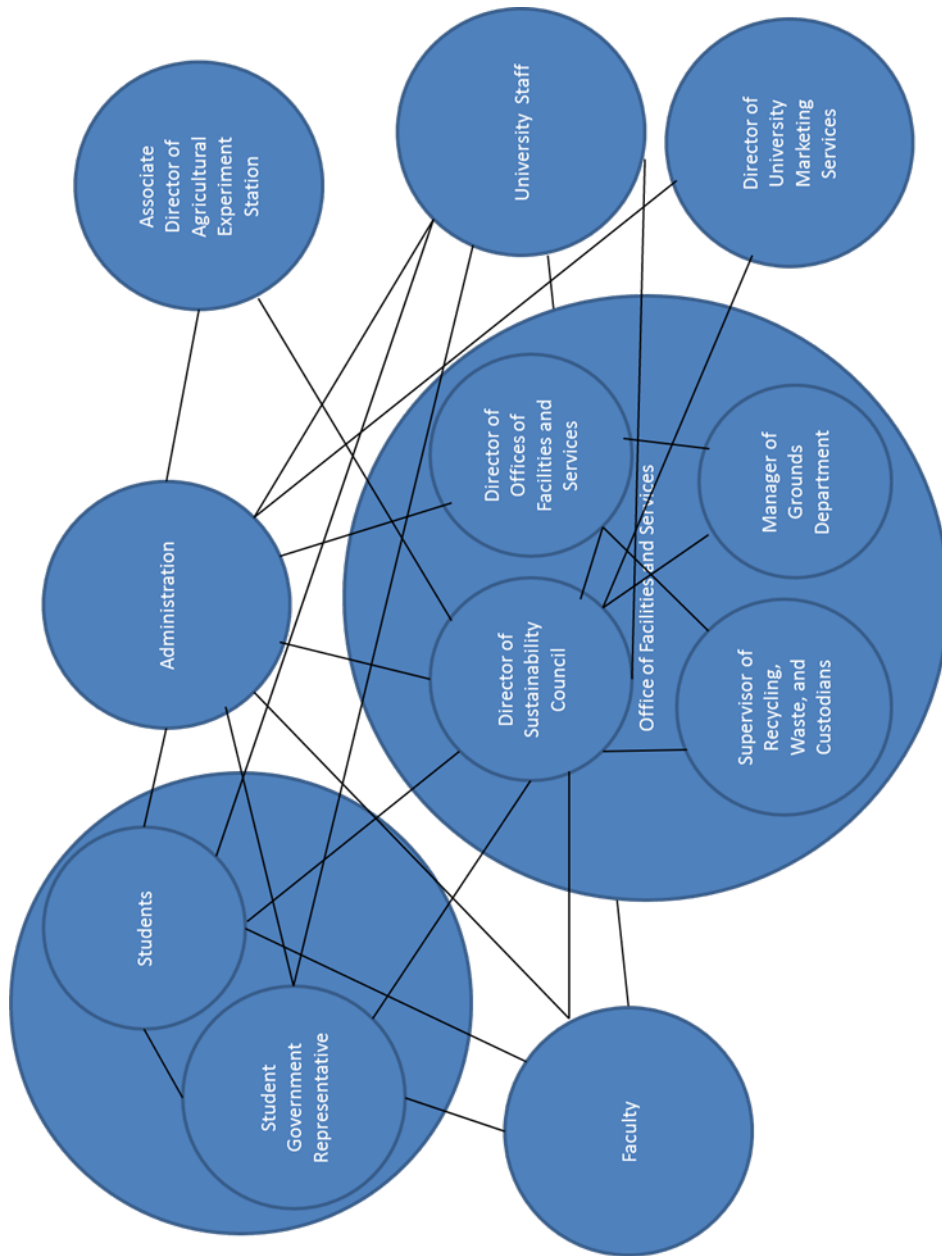 Students
Student
Government
Representative
Faculty
Administration
Director of
Sustainability
Council
Office of Facilities and Services
Supervisor of
Recycling,
Waste, and
Custodians
Director of
Offices of
Facilities and
Services
Manager of
Grounds
Department
Associate
Director of
Agricultural
Experiment
Station
University Staff
Director of
University
Marketing
Services